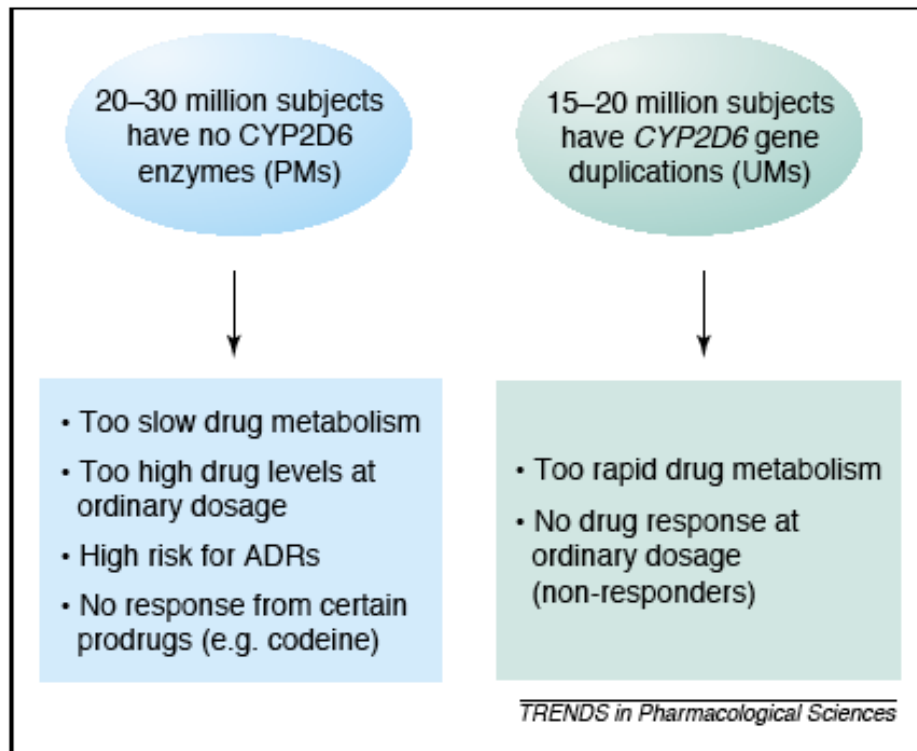 20–30 million subjects
have no CYP2D6
enzymes (PMs)
15–20 million subjects
have CYP2D6 gene
duplications (UMs)
• Too slow drug metabolism
• Too high drug levels at
ordinary dosage
• High risk for ADRs
• No response from certain
prodrugs (e.g. codeine)
• Too rapid drug metabolism
• No drug response at
ordinary dosage
(non-responders)
TRENDS in Pharmacological Sciences